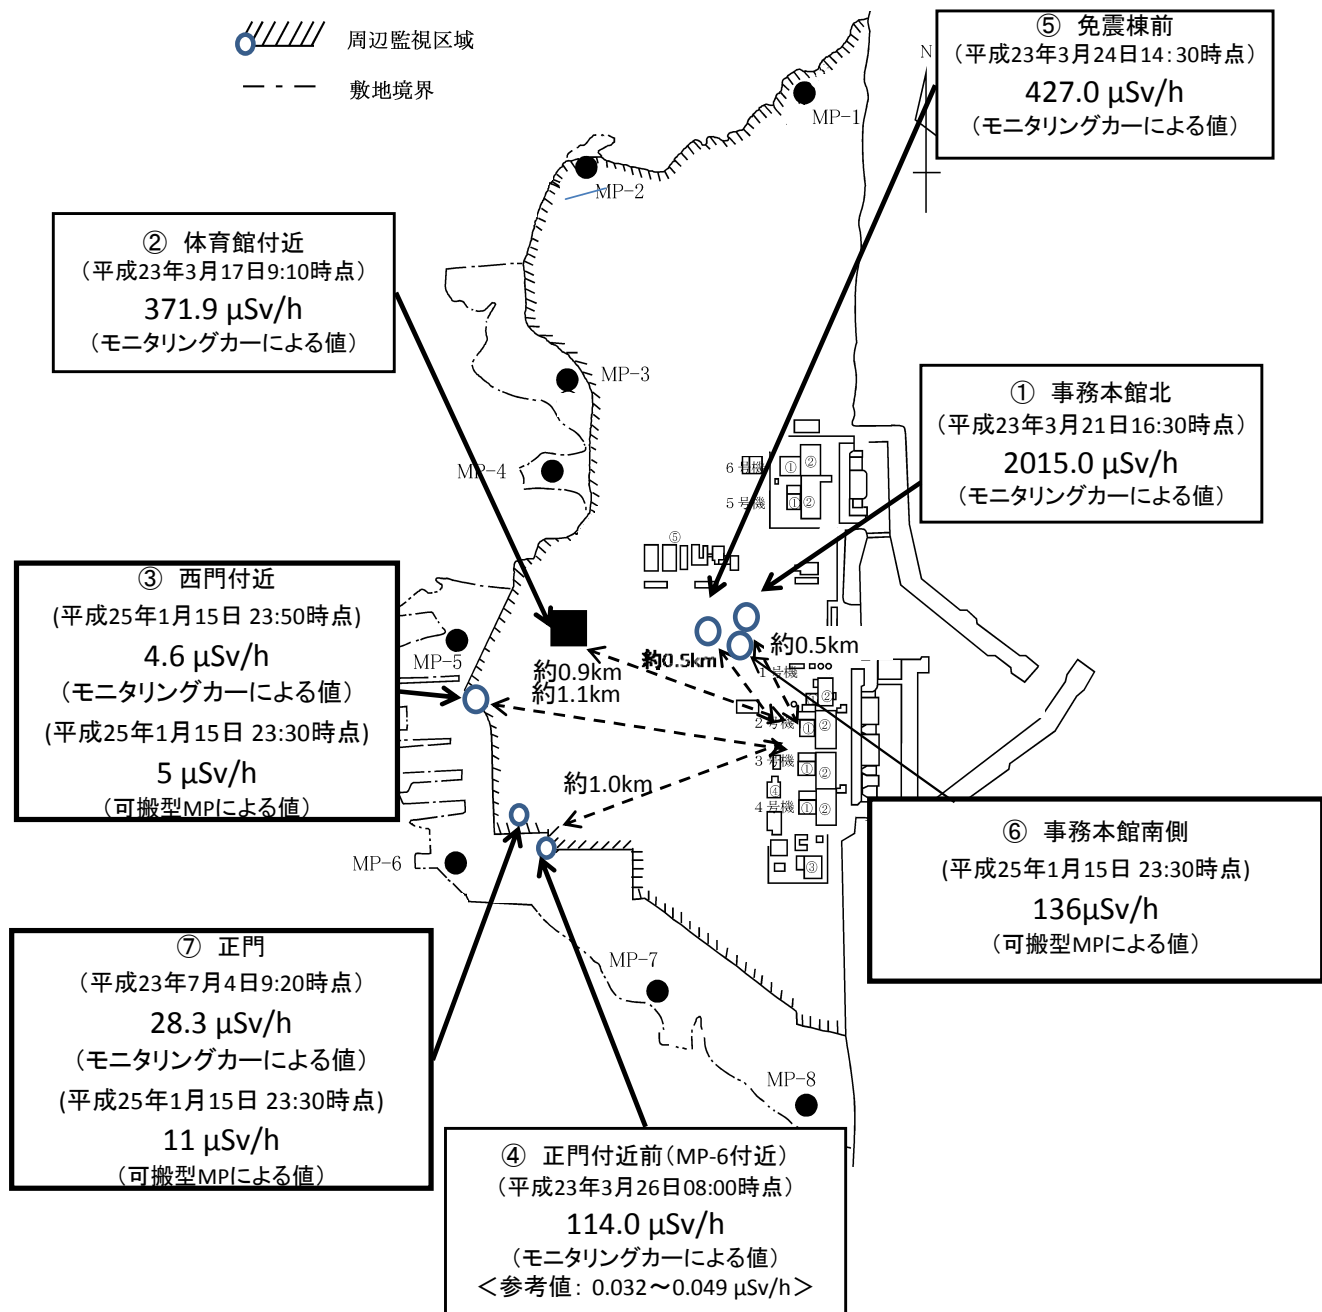 周辺監視区域
敷地境界
⑤ 免震棟前
（平成23年3月24日14：30時点）
427.0 μSv/h
（モニタリングカーによる値）
N
MP-1
MP-2
② 体育館付近
（平成23年3月17日9:10時点）
371.9 μSv/h
（モニタリングカーによる値）
MP-3
MP-4
① 事務本館北
（平成23年3月21日16:30時点）
2015.0 μSv/h
（モニタリングカーによる値）
6号機
① ②
5号機
① ②
⑤
③ 西門付近
(平成25年1月15日 23:50時点)
4.6 μSv/h
（モニタリングカーによる値）
(平成25年1月15日 23:30時点)
5 μSv/h
（可搬型MPによる値）
MP-5
約0.9km
約1.1km
約0.5km
約0.5km
1号機
②
2号機
① ②
3号機
① ②
約1.0km
④
4号機
① ②
③
MP-6
⑥ 事務本館南側
(平成25年1月15日 23:30時点)
136μSv/h
（可搬型MPによる値）
⑦ 正門
（平成23年7月4日9:20時点）
28.3 μSv/h
（モニタリングカーによる値）
(平成25年1月15日 23:30時点)
11 μSv/h
（可搬型MPによる値）
MP-7
MP-8
④ 正門付近前（MP-6付近）
（平成23年3月26日08:00時点）
114.0 μSv/h
（モニタリングカーによる値）
＜参考値： 0.032～0.049 μSv/h＞